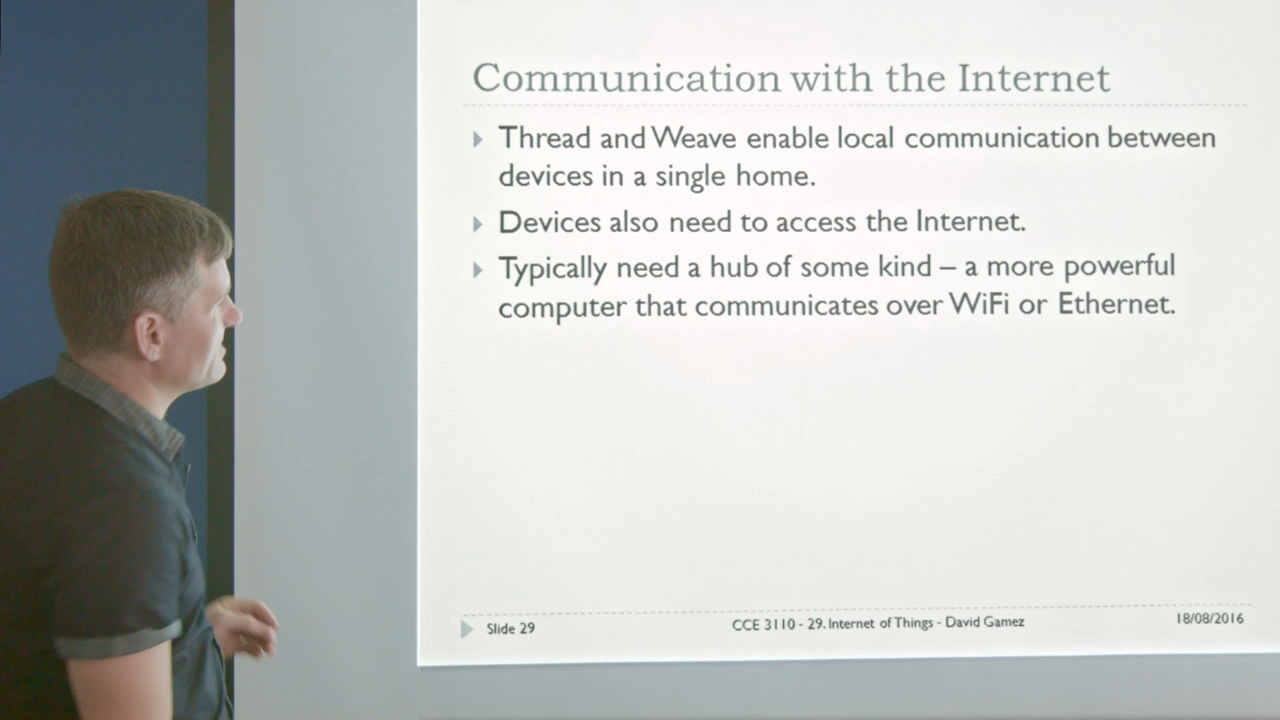 Communication with the Internet
Thread and Weave enable local communication between
devices in a single home.
Devices also need to access the Internet.
Typically need a hub of some kind – a more powerful
computer that communicates over WiFi or Ethernet.
Slide 29
CCE 3110 - 29. Internet of Things - David Gamez
18/08/2016